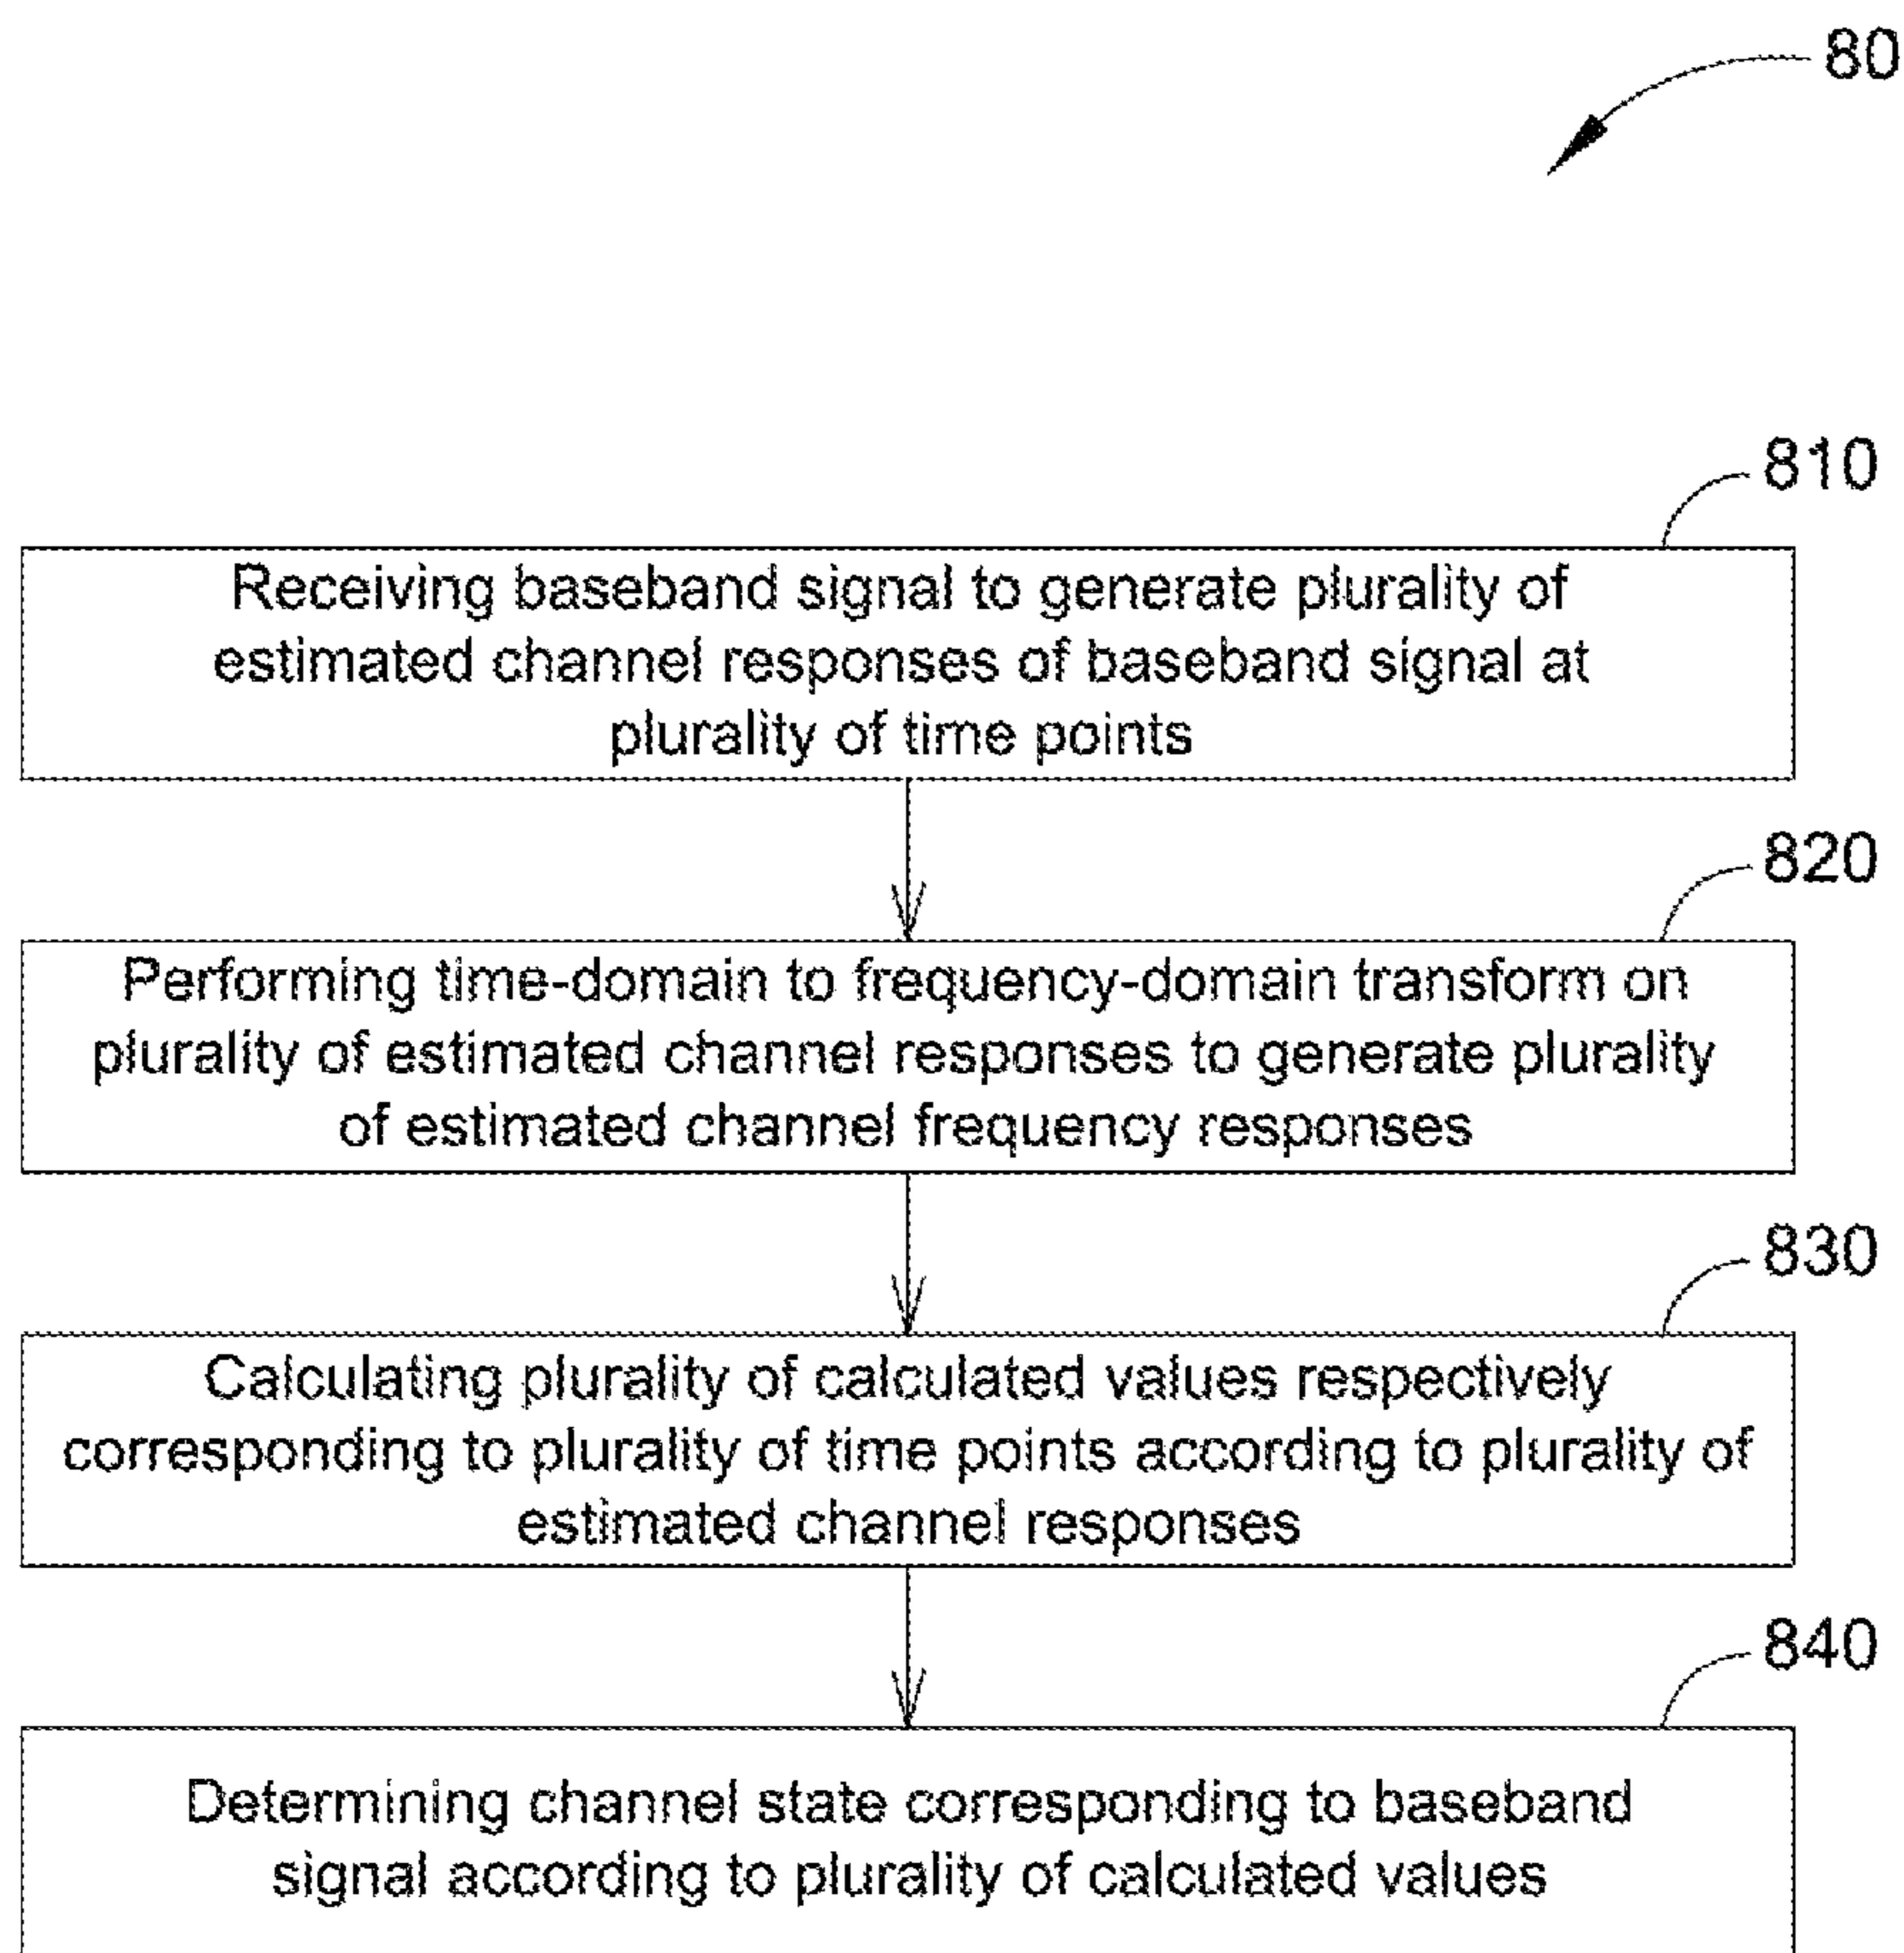 80
810
Receiving baseband signal to generate plurality of
estimated channel responses of baseband signal at
plurality of time points
820
Performing time-domain to frequency-domain transform on
plurality of estimated channel responses to generate plurality
of estimated channel frequency responses
830
Calculating plurality of calculated values respectively
corresponding to plurality of time points according to plurality of
estimated channel responses
840
Determining channel state corresponding to baseband
signal according to plurality of calculated values